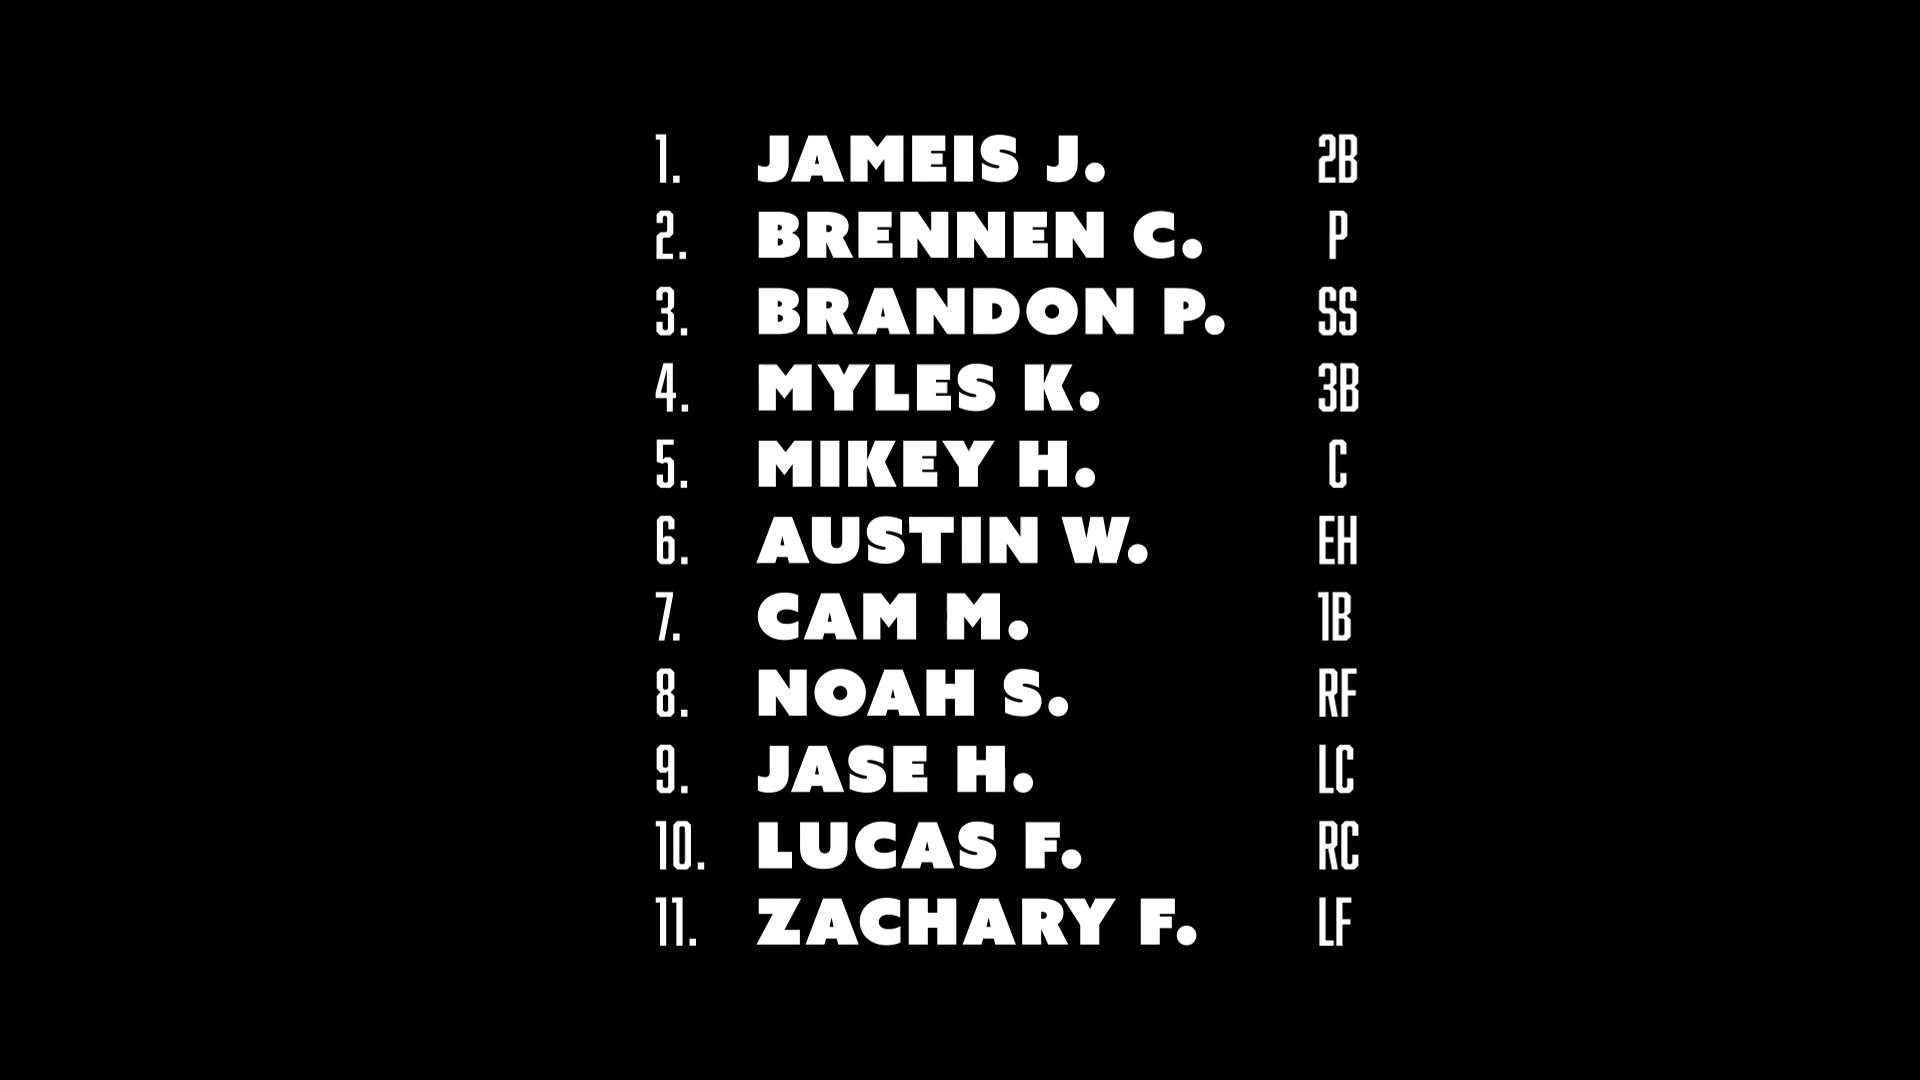 1. JAMEIS J. 2B
2. BRENNEN C. P
3. BRANDON P. SS
4. MYLES K. 3B
5. MIKEY H. C
6. AUSTIN W. EH
7. CAM M. 1B
8. NOAH S. RF
9. JASE H. LC
10. LUCAS F. RC
11. ZACHARY F. LF